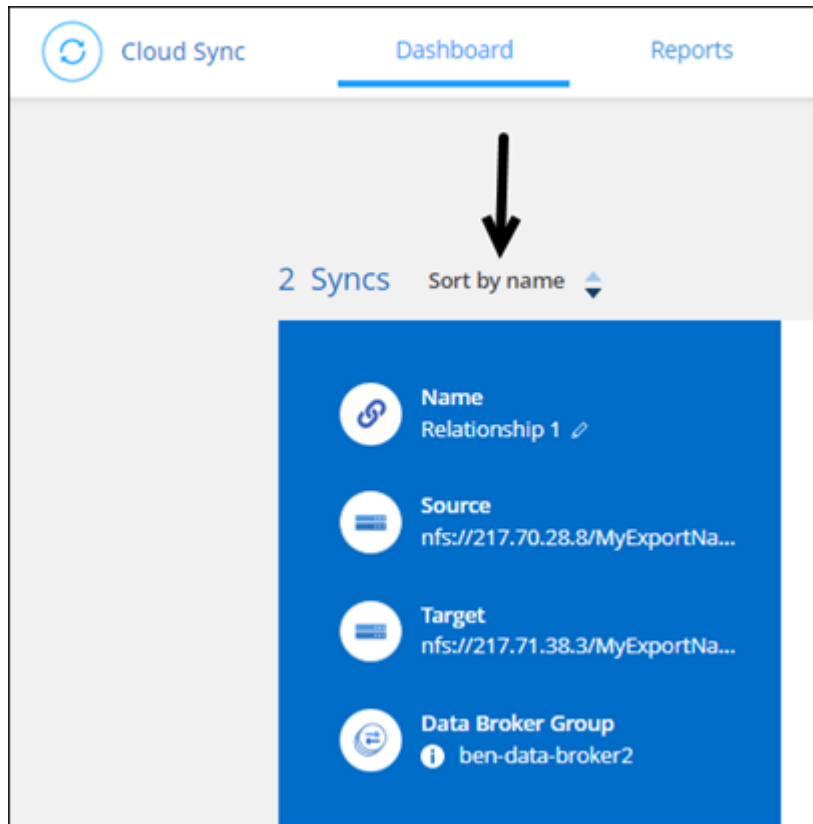 Cloud Sync Dashboard Reports
2 Syncs Sort by name
Name
Relationship 1
Source
nfs://217.70.28.8/MyExportNa...
Target
nfs://217.71.38.3/MyExportNa...
Data Broker Group
ben-data-broker2